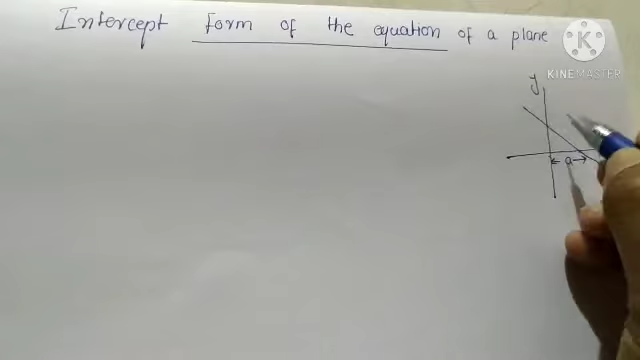 Intercept form of the equation of a plane
K
KINEMASTER
y
a